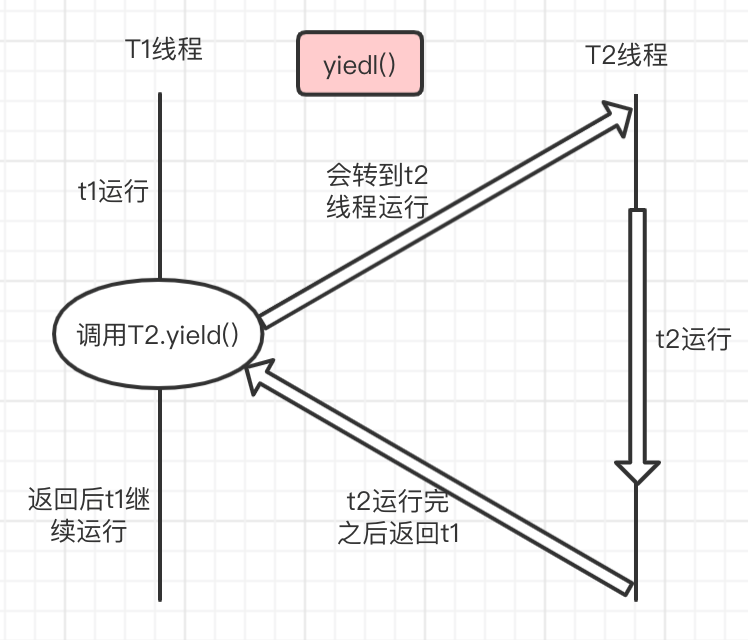 T1线程
yiedl()
T2线程
t1运行
会转到t2
线程运行
调用T2.yield()
t2运行
返回后t1继
续运行
t2运行完
之后返回t1